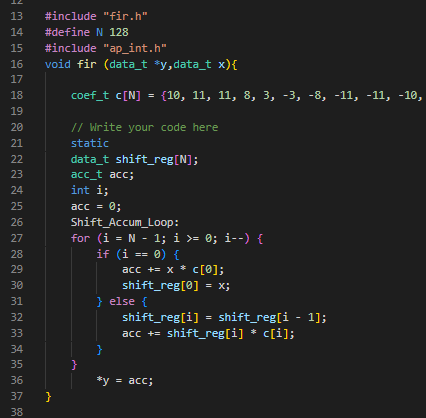 12
13 #include "fir.h"
14 #define N 128
15 #include "ap_int.h"
16 void fir (data_t *y,data_t x){
17
18 coef_t c[N] = {10, 11, 11, 8, 3, -3, -8, -11, -11, -10,
19
20 // Write your code here
21 static
22 data_t shift_reg[N];
23 acc_t acc;
24 int i;
25 acc = 0;
26 Shift_Accum_Loop:
27 for (i = N - 1; i >= 0; i--) {
28 if (i == 0) {
29 acc += x * c[0];
30 shift_reg[0] = x;
31 } else {
32 shift_reg[i] = shift_reg[i - 1];
33 acc += shift_reg[i] * c[i];
34 }
35 }
36 *y = acc;
37 }
38